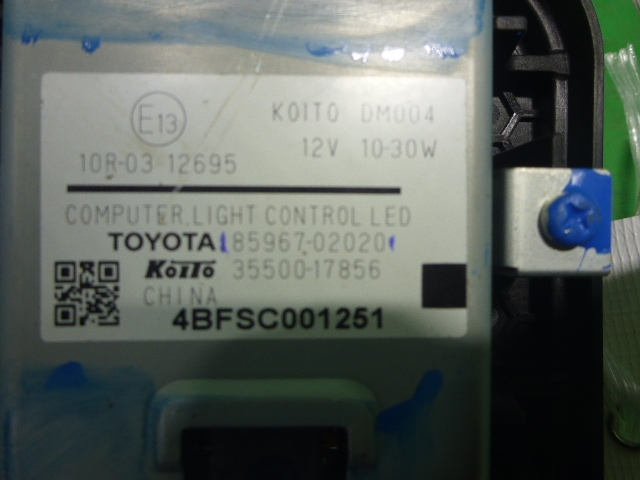 E13
KOITO DM004
12V 10-30W
10R-03 12695
COMPUTER.LIGHT CONTROL LED
TOYOTA 85967-02020
KOITO 35500-17856
CHINA
4BFSC001251